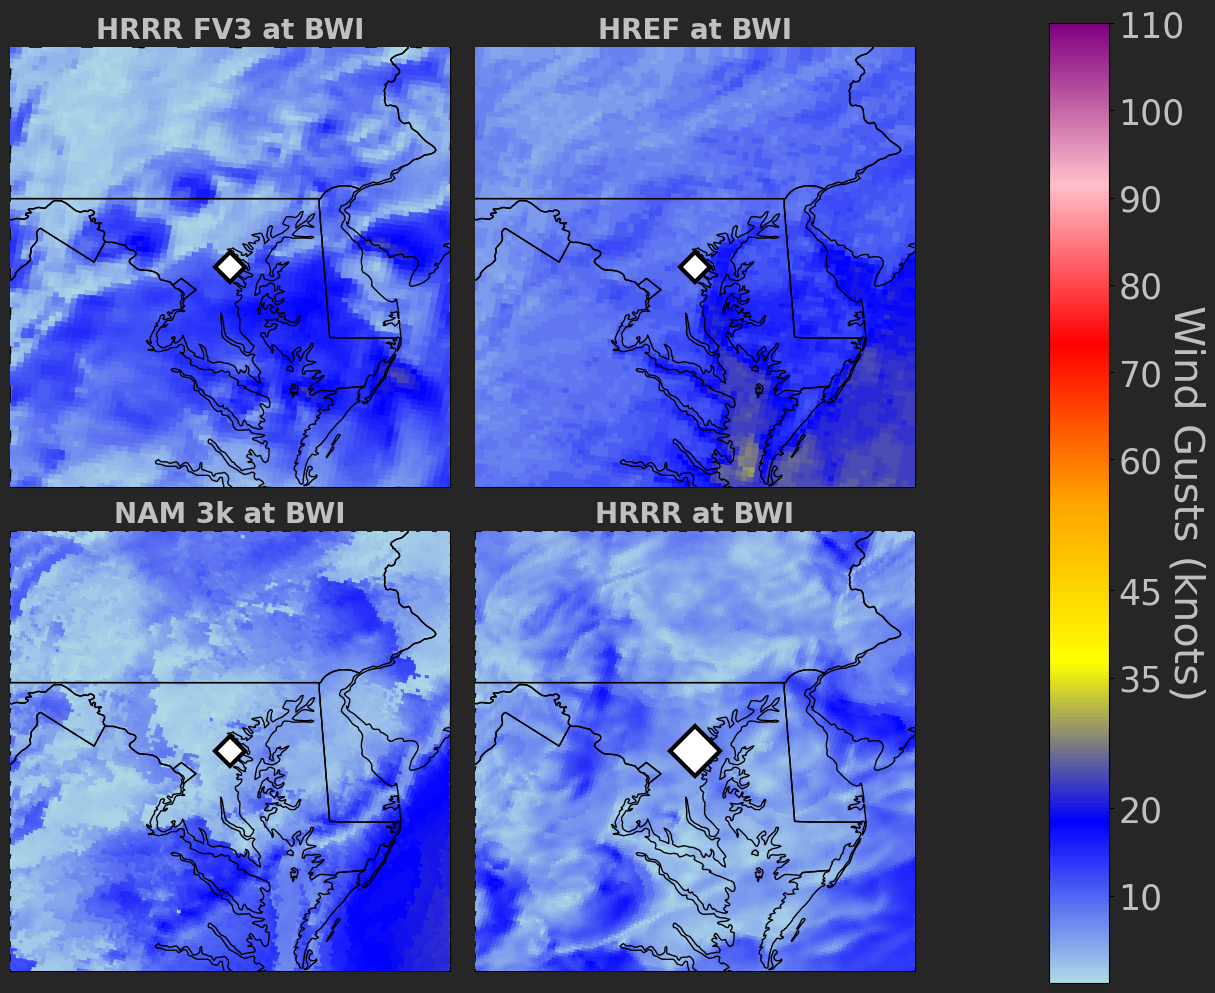 HRRR FV3 at BWI
HREF at BWI
NAM 3k at BWI
HRRR at BWI
110
100
90
80
70
60
45
35
20
10
Wind Gusts (knots)